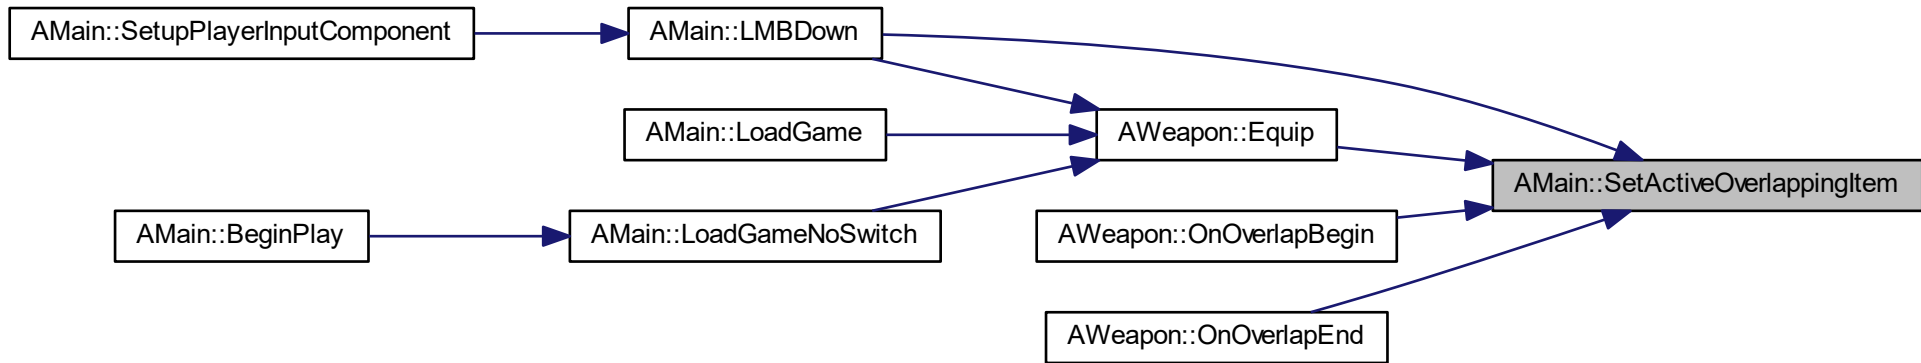 AMain::SetupPlayerInputComponent
AMain::LMBDown
AMain::LoadGame
AWeapon::Equip
AMain::SetActiveOverlappingItem
AMain::BeginPlay
AMain::LoadGameNoSwitch
AWeapon::OnOverlapBegin
AWeapon::OnOverlapEnd